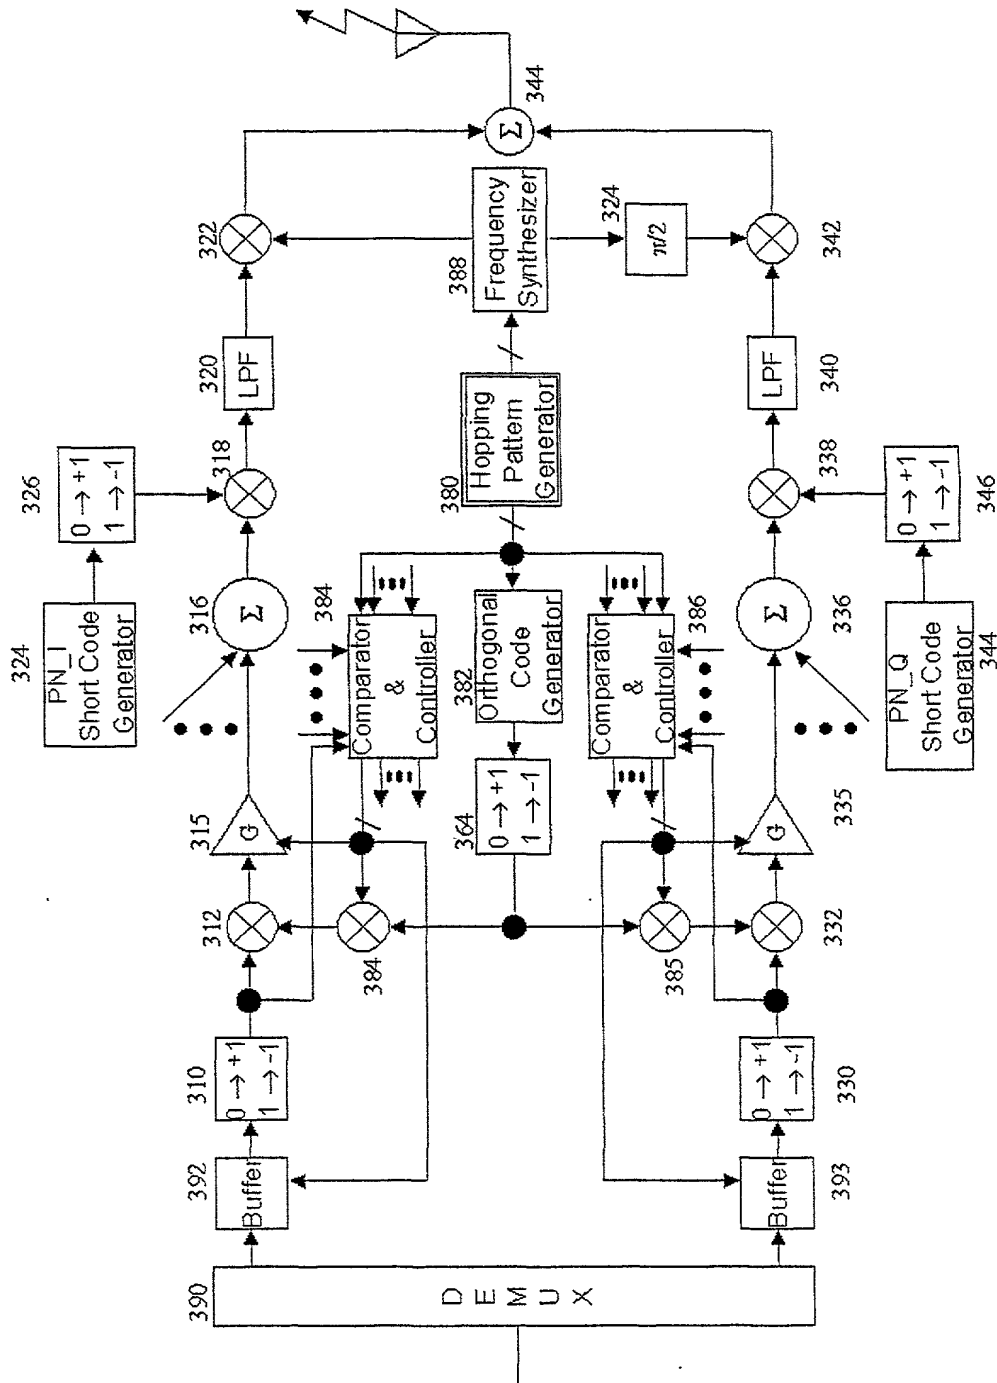 324
PN_I
Short Code
Generator
326
0 → +1
1 → -1
390
392
Buffer
310
0 → +1
1 → -1
312
315
G
316
Σ
318
320
LPF
322
384
384
Comparator
&
Controller
380
Hopping
Pattern
Generator
388
Frequency
Synthesizer
344
Σ
D
E
M
U
X
364
0 → +1
1 → -1
382
Orthogonal
Code
Generator
324
π/2
385
Comparator
&
Controller
386
Buffer
393
0 → +1
1 → -1
330
332
G
335
Σ
336
338
LPF
340
342
PN_Q
Short Code
Generator
344
0 → +1
1 → -1
346